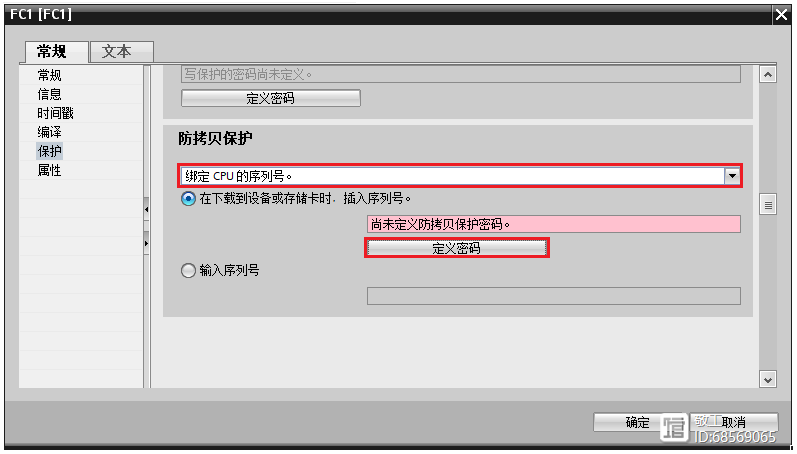 FC1 [FC1]
常规 文本
常规
信息
时间戳
编译
保护
属性
写保护的密码尚未定义。
定义密码
防拷贝保护
绑定 CPU 的序列号。
在下载到设备或存储卡时，插入序列号。
尚未定义防拷贝保护密码。
定义密码
输入序列号
确定 取消
敬工
ID:68569065